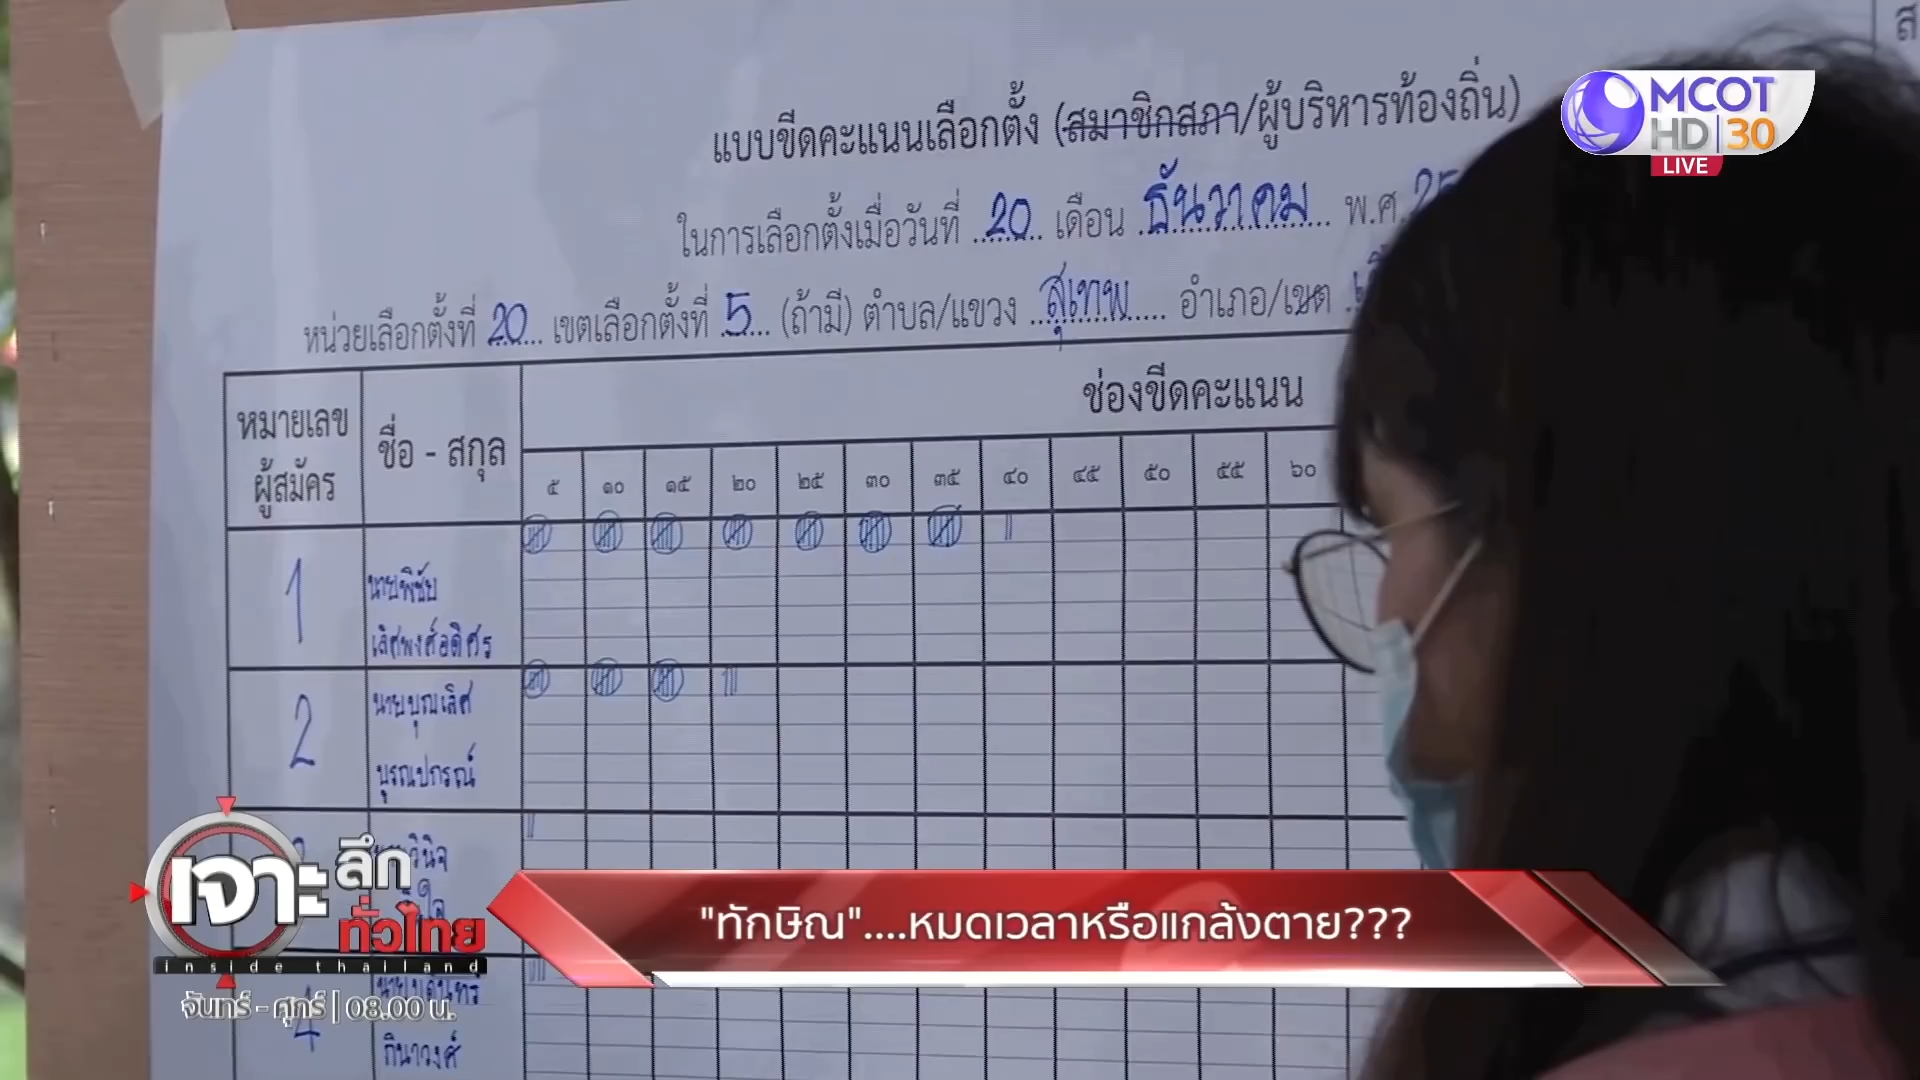 ส
MCOT
HD 30
LIVE
แบบขีดคะแนนเลือกตั้ง (สมาชิกสภา/ผู้บริหารท้องถิ่น)
ในการเลือกตั้งเมื่อวันที่ 20 เดือน ธันวาคม พ.ศ. 25
หน่วยเลือกตั้งที่ 20 เขตเลือกตั้งที่ 5 (ถ้ามี) ตำบล/แขวง สุเทพ อำเภอ/เขต
หมายเลข ผู้สมัคร ชื่อ - สกุล ช่องขีดคะแนน
๕ ๑๐ ๑๕ ๒๐ ๒๕ ๓๐ ๓๕ ๔๐ ๔๕ ๕๐ ๕๕ ๖๐
1 นายพิชัย
เลิศพงศ์อดิศร
2 นายบุญเลิศ
บูรณปกรณ์
วินิจ
4
กินาวงศ์
เจาะลึก
ทั่วไทย
inside thailand
จันทร์ - ศุกร์ | 08.00 น.
"ทักษิณ"....หมดเวลาหรือแกล้งตาย???